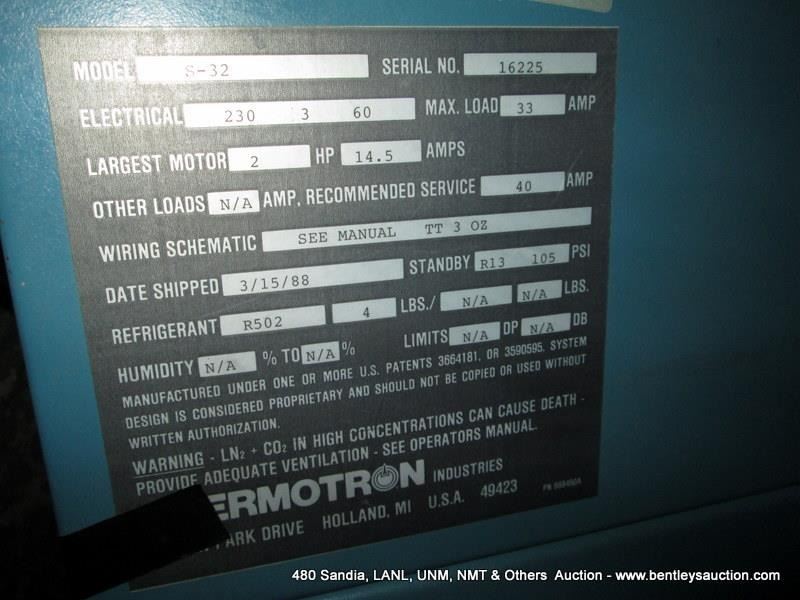 MODEL S-32 SERIAL NO. 16225
ELECTRICAL 230 3 60 MAX. LOAD 33 AMP
LARGEST MOTOR 2 HP 14.5 AMPS
OTHER LOADS N/A AMP, RECOMMENDED SERVICE 40 AMP
WIRING SCHEMATIC SEE MANUAL TT 3 OZ
DATE SHIPPED 3/15/88 STANDBY R13 105 PSI
REFRIGERANT R502 4 LBS./ N/A N/A LBS.
HUMIDITY N/A % TO N/A % LIMITS N/A DP N/A DB
MANUFACTURED UNDER ONE OR MORE U.S. PATENTS 3664181, OR 3590595. SYSTEM
DESIGN IS CONSIDERED PROPRIETARY AND SHOULD NOT BE COPIED OR USED WITHOUT
WRITTEN AUTHORIZATION.
WARNING - LN2 + CO2 IN HIGH CONCENTRATIONS CAN CAUSE DEATH -
PROVIDE ADEQUATE VENTILATION - SEE OPERATORS MANUAL.
ERMOTRON INDUSTRIES
PARK DRIVE HOLLAND, MI U.S.A. 49423
480 Sandia, LANL, UNM, NMT & Others Auction - www.bentleysauction.com